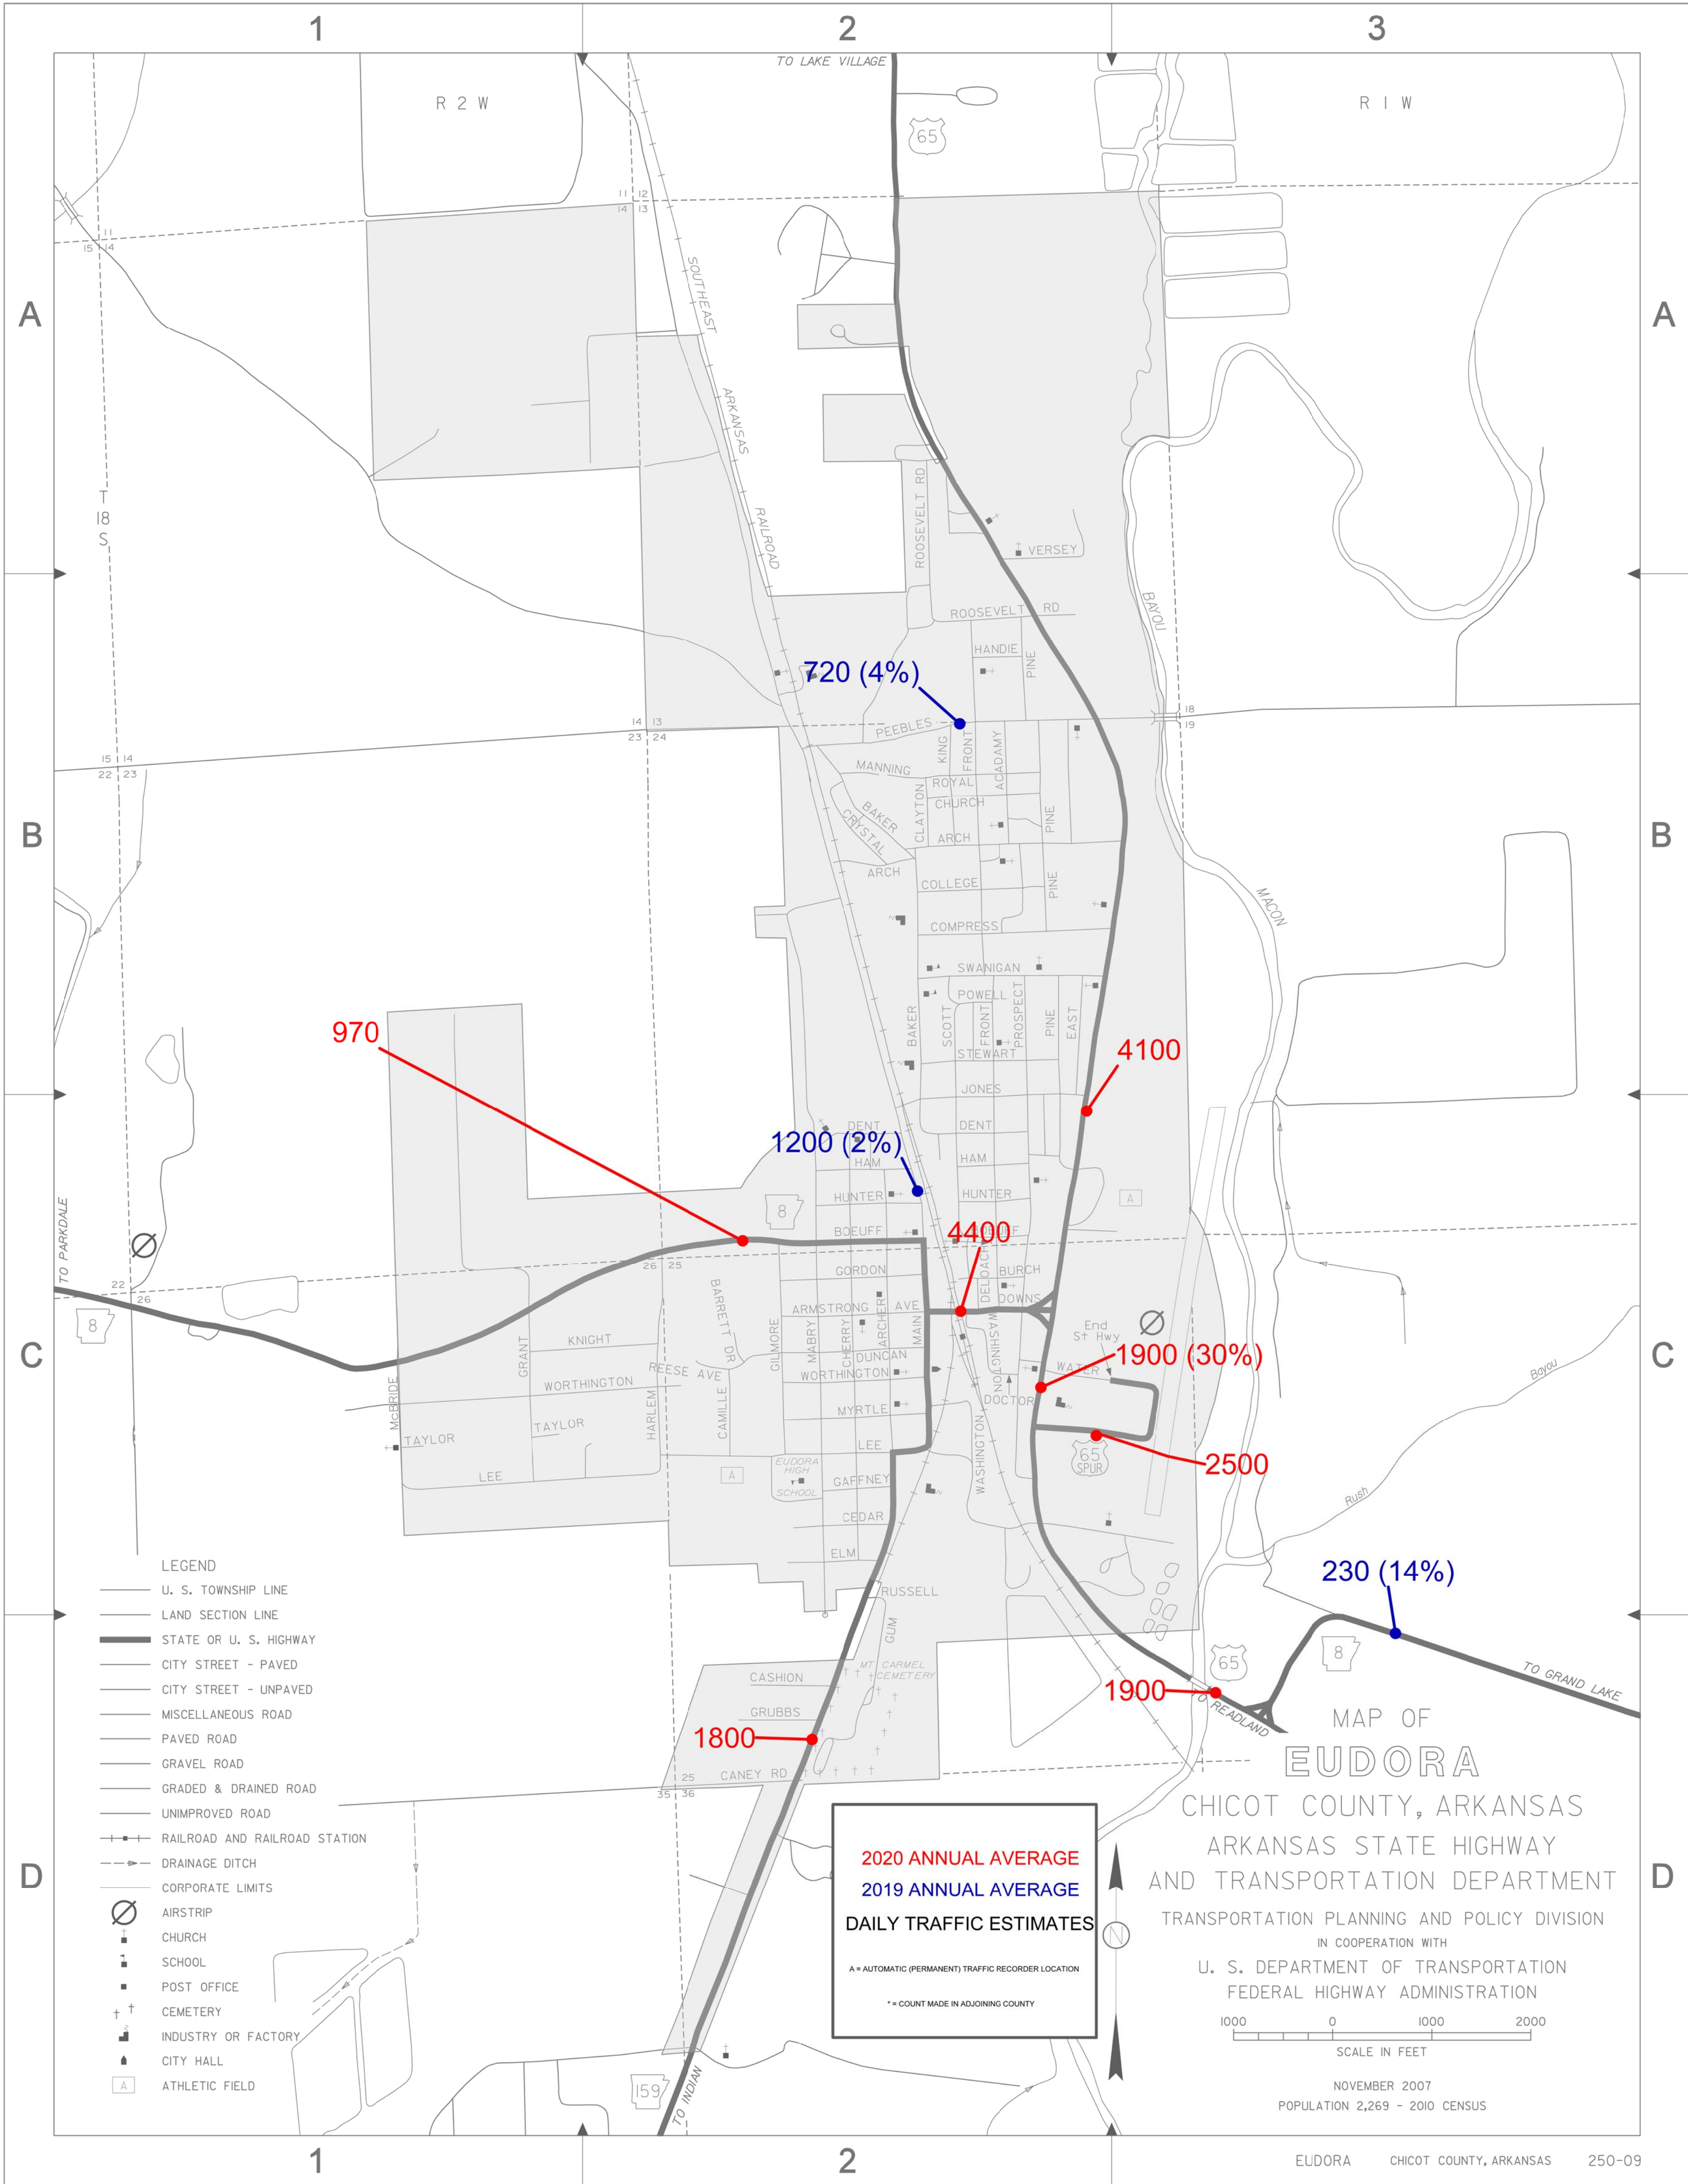 1 2 3
TO LAKE VILLAGE
R 2 W
65
R 1 W
11 12
14 13
11
15 14
SOUTHEAST
A
A
ARKANSAS
RAILROAD
T
18
S
ROOSEVELT RD
VERSEY
BAYOU
ROOSEVELT RD
HANDIE
PINE
720 (4%)
PEEBLES
14 13
23 24
18
19
15 14
22 23
KING
FRONT
ACADAMY
MANNING
ROYAL
CHURCH
CLAYTON
BAKER
CRYSTAL
PINE
B
B
ARCH
ARCH
COLLEGE
PINE
MACON
COMPRESS
SWANIGAN
POWELL
BAKER
SCOTT
FRONT
PROSPECT
PINE
EAST
970
STEWART
4100
JONES
DENT
DENT
1200 (2%)
HAM
HAM
HUNTER
HUNTER
A
8
BOEUFF
BOEUFF
4400
TO PARKDALE
26 25
GORDON
DELOACH
BURCH
22
26
8
BARRETT DR
ARMSTRONG AVE
DOWNS
C
C
GRANT
KNIGHT
GILMORE
MABRY
CHERRY
ARCHER
MAIN
WASHINGTON
End
St Hwy
DUNCAN
1900 (30%)
REESE AVE
WORTHINGTON
WATER
Bayou
McBRIDE
WORTHINGTON
HARLEM
CAMILLE
DOCTOR
MYRTLE
TAYLOR
TAYLOR
WASHINGTON
LEE
65
SPUR
2500
LEE
A
EUDORA
HIGH
SCHOOL
GAFFNEY
Rush
CEDAR
ELM
230 (14%)
RUSSELL
GUM
8
65
TO GRAND LAKE
CASHION
MT CARMEL
CEMETERY
1900
TO READLAND
GRUBBS
1800
25
35 36
CANEY RD
LEGEND
U. S. TOWNSHIP LINE
LAND SECTION LINE
STATE OR U. S. HIGHWAY
CITY STREET - PAVED
CITY STREET - UNPAVED
MISCELLANEOUS ROAD
PAVED ROAD
GRAVEL ROAD
GRADED & DRAINED ROAD
UNIMPROVED ROAD
RAILROAD AND RAILROAD STATION
DRAINAGE DITCH
CORPORATE LIMITS
AIRSTRIP
CHURCH
SCHOOL
POST OFFICE
CEMETERY
INDUSTRY OR FACTORY
CITY HALL
A ATHLETIC FIELD
D
D
159
TO INDIAN
2020 ANNUAL AVERAGE
2019 ANNUAL AVERAGE
DAILY TRAFFIC ESTIMATES
A = AUTOMATIC (PERMANENT) TRAFFIC RECORDER LOCATION
* = COUNT MADE IN ADJOINING COUNTY
N
MAP OF
EUDORA
CHICOT COUNTY, ARKANSAS
ARKANSAS STATE HIGHWAY
AND TRANSPORTATION DEPARTMENT
TRANSPORTATION PLANNING AND POLICY DIVISION
IN COOPERATION WITH
U. S. DEPARTMENT OF TRANSPORTATION
FEDERAL HIGHWAY ADMINISTRATION
1000 0 1000 2000
SCALE IN FEET
NOVEMBER 2007
POPULATION 2,269 - 2010 CENSUS
1 2
EUDORA CHICOT COUNTY, ARKANSAS 250-09